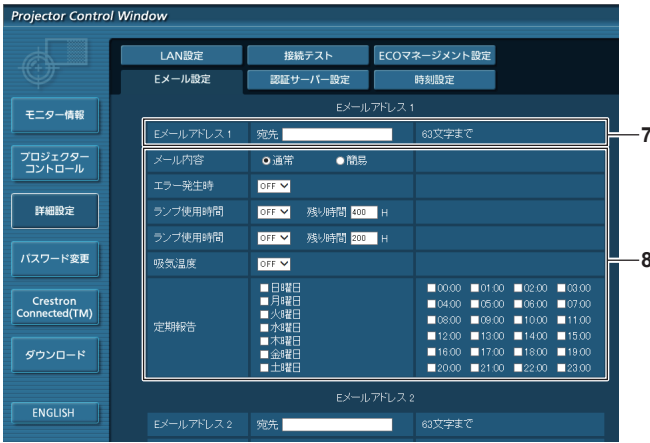 Projector Control Window
LAN設定 接続テスト ECOマネージメント設定
Eメール設定 認証サーバー設定 時刻設定
モニター情報
プロジェクター
コントロール
詳細設定
パスワード変更
Crestron
Connected(TM)
ダウンロード
ENGLISH
Eメールアドレス 1
Eメールアドレス 1 宛先 63文字まで
7
メール内容 通常 簡易
エラー発生時 OFF
ランプ使用時間 OFF 残り時間 400 H
ランプ使用時間 OFF 残り時間 200 H
吸気温度 OFF
8
定期報告
日曜日
月曜日
火曜日
水曜日
木曜日
金曜日
土曜日
00:00 01:00 02:00 03:00
04:00 05:00 06:00 07:00
08:00 09:00 10:00 11:00
12:00 13:00 14:00 15:00
16:00 17:00 18:00 19:00
20:00 21:00 22:00 23:00
Eメールアドレス 2
Eメールアドレス 2 宛先 63文字まで